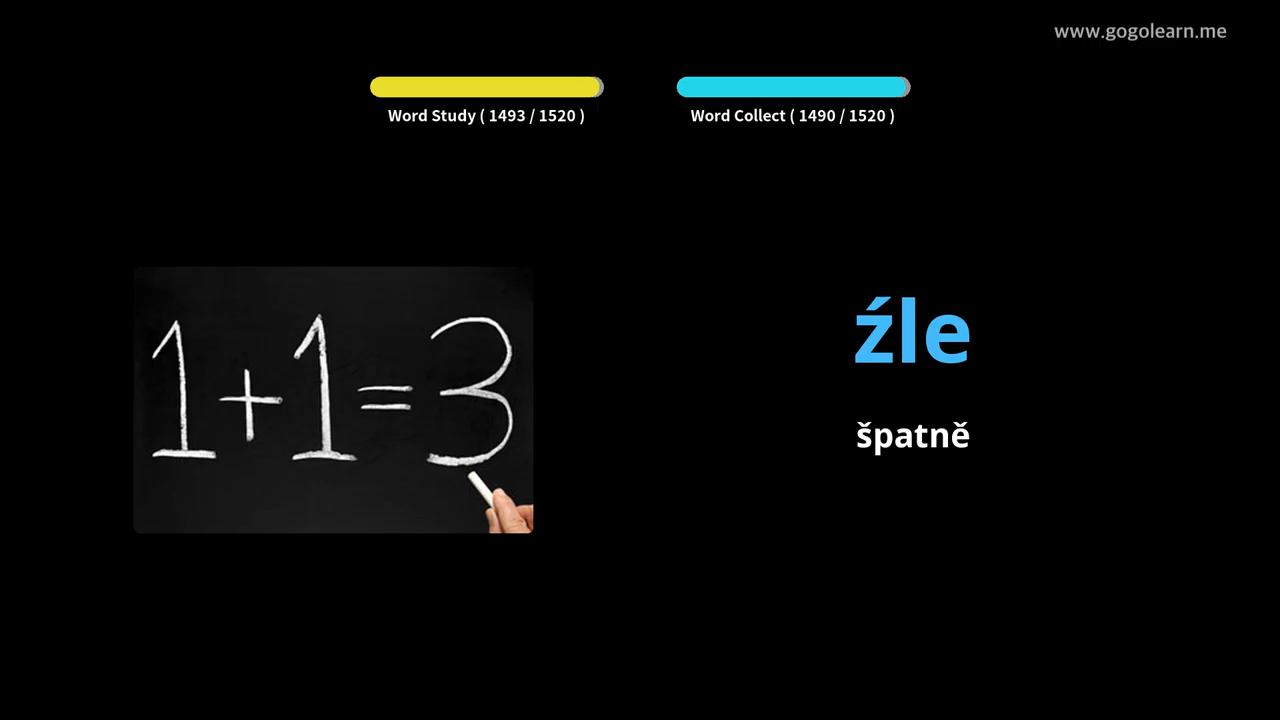 www.gogolearn.me
Word Study ( 1493 / 1520 )
Word Collect ( 1490 / 1520 )
1+1=3
źle
špatně